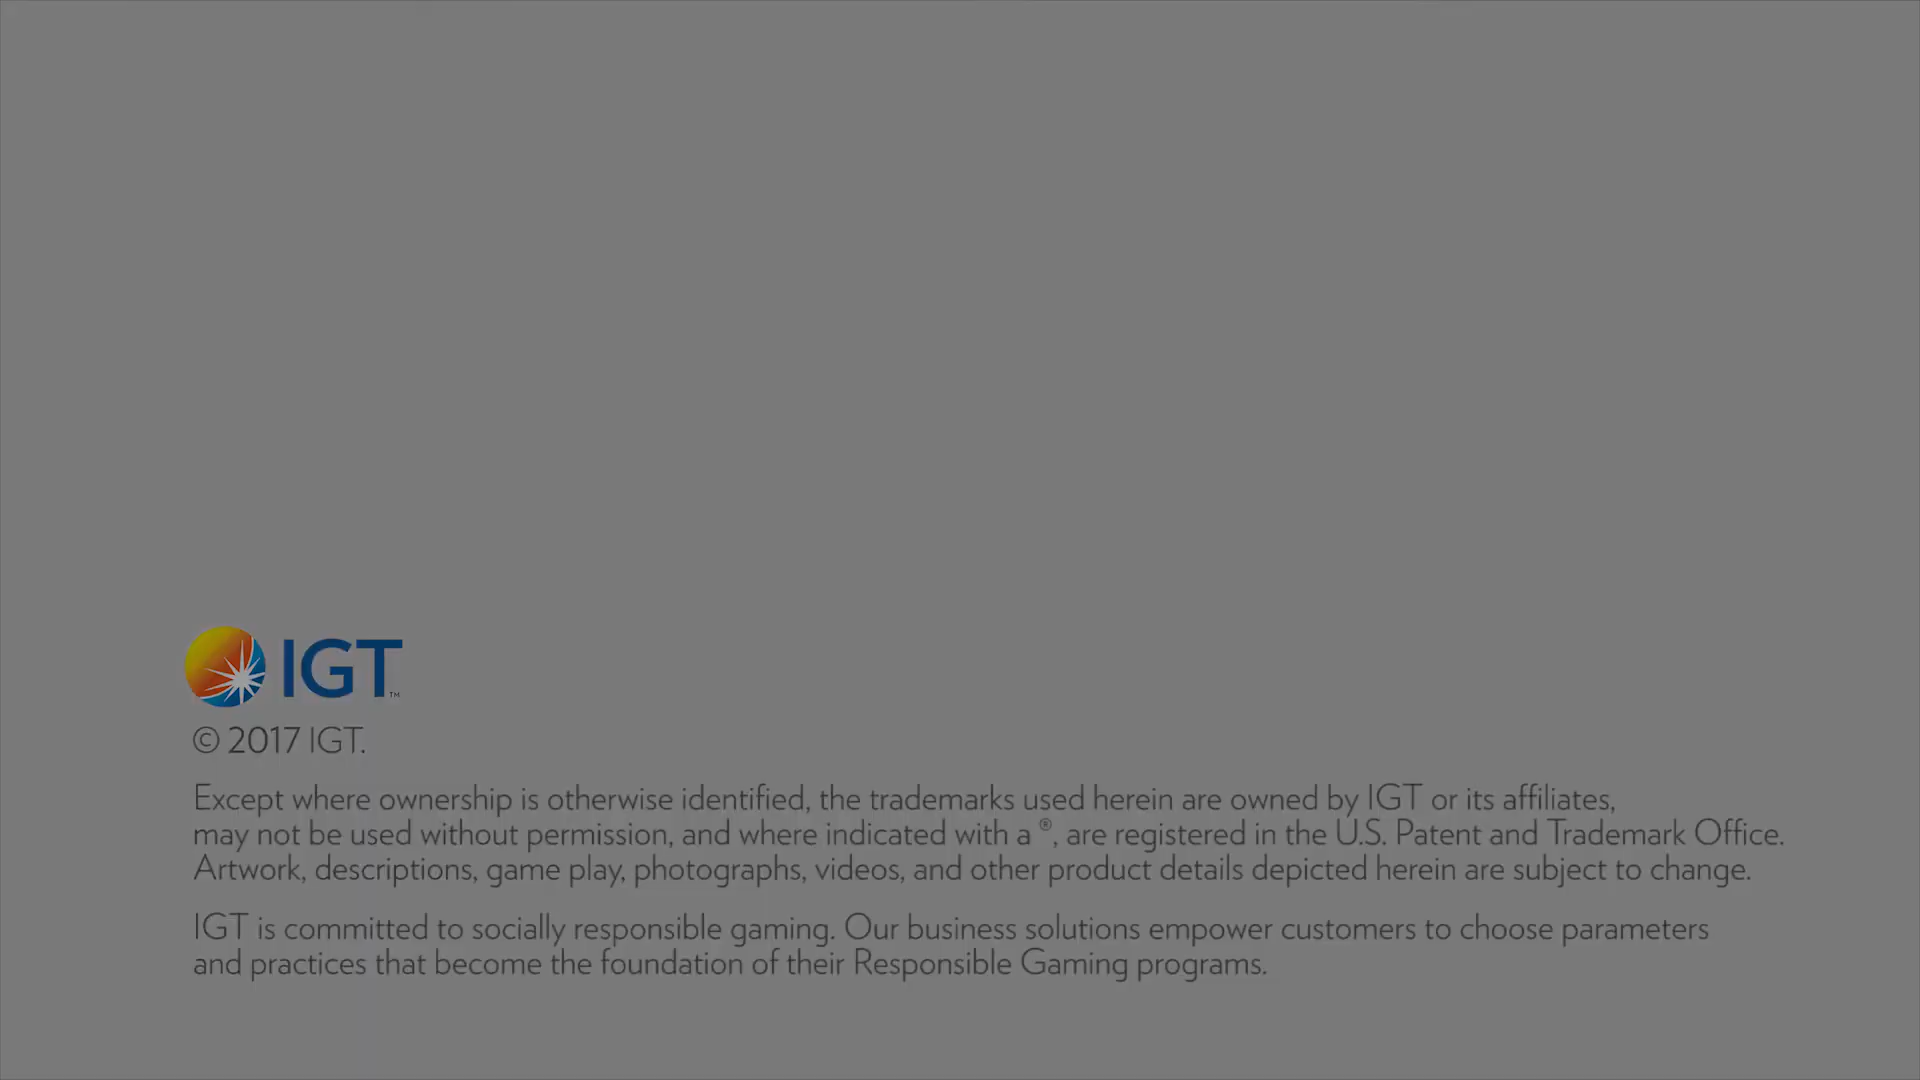 IGT™
© 2017 IGT.
Except where ownership is otherwise identified, the trademarks used herein are owned by IGT or its affiliates,
may not be used without permission, and where indicated with a ®, are registered in the U.S. Patent and Trademark Office.
Artwork, descriptions, game play, photographs, videos, and other product details depicted herein are subject to change.
IGT is committed to socially responsible gaming. Our business solutions empower customers to choose parameters
and practices that become the foundation of their Responsible Gaming programs.